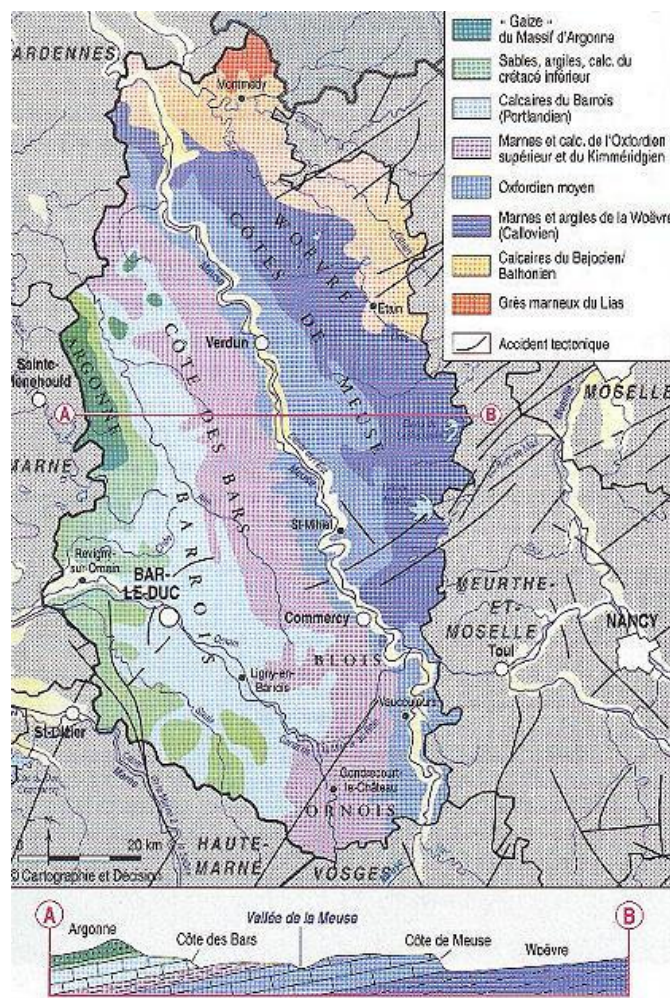 « Gaize »
du Massif d'Argonne
Sables, argiles, calc. du
crétacé inférieur
Calcaires du Barrois
(Portlandien)
Marnes et calc. de l'Oxfordien
supérieur et du Kimméridgien
Oxfordien moyen
Marnes et argiles de la Woëvre
(Callovien)
Calcaires du Bajocien/
Bathonien
Grès marneux du Lias
Accident tectonique
ARDENNES
Montmédy
WOËVRE
CÔTES
DE MEUSE
Étain
Verdun
ARGONNE
CÔTE
DES BARS
Sainte-
Ménehould
A
B
MOSELLE
MARNE
BARROIS
St-Mihiel
Revigny-
sur-Ornain
BAR-
LE-DUC
MEURTHE-
ET-
MOSELLE
NANCY
Commercy
Toul
BLOIS
Ornain
Ligny-en-
Barrois
Vaucouleurs
St-Dizier
Gondrecourt-
le-Château
ORNOIS
0
20 km
HAUTE-
MARNE
VOSGES
© Cartographie et Décision
A
Vallée de la Meuse
B
Argonne
Côte des Bars
Côte de Meuse
Woëvre